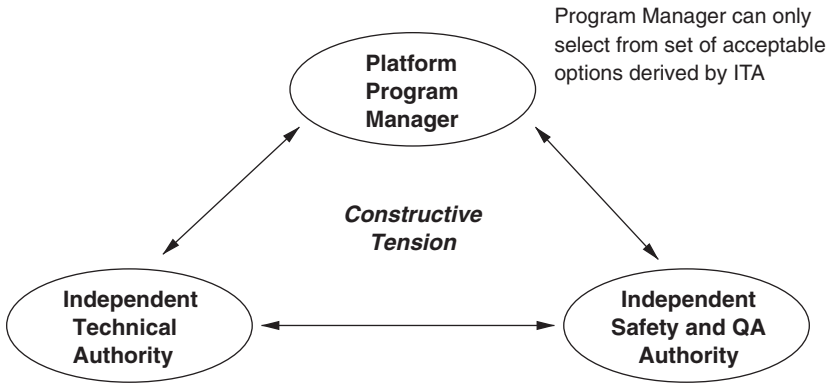 Program Manager can only
select from set of acceptable
options derived by ITA
Platform
Program
Manager
Constructive
Tension
Independent
Technical
Authority
Independent
Safety and QA
Authority